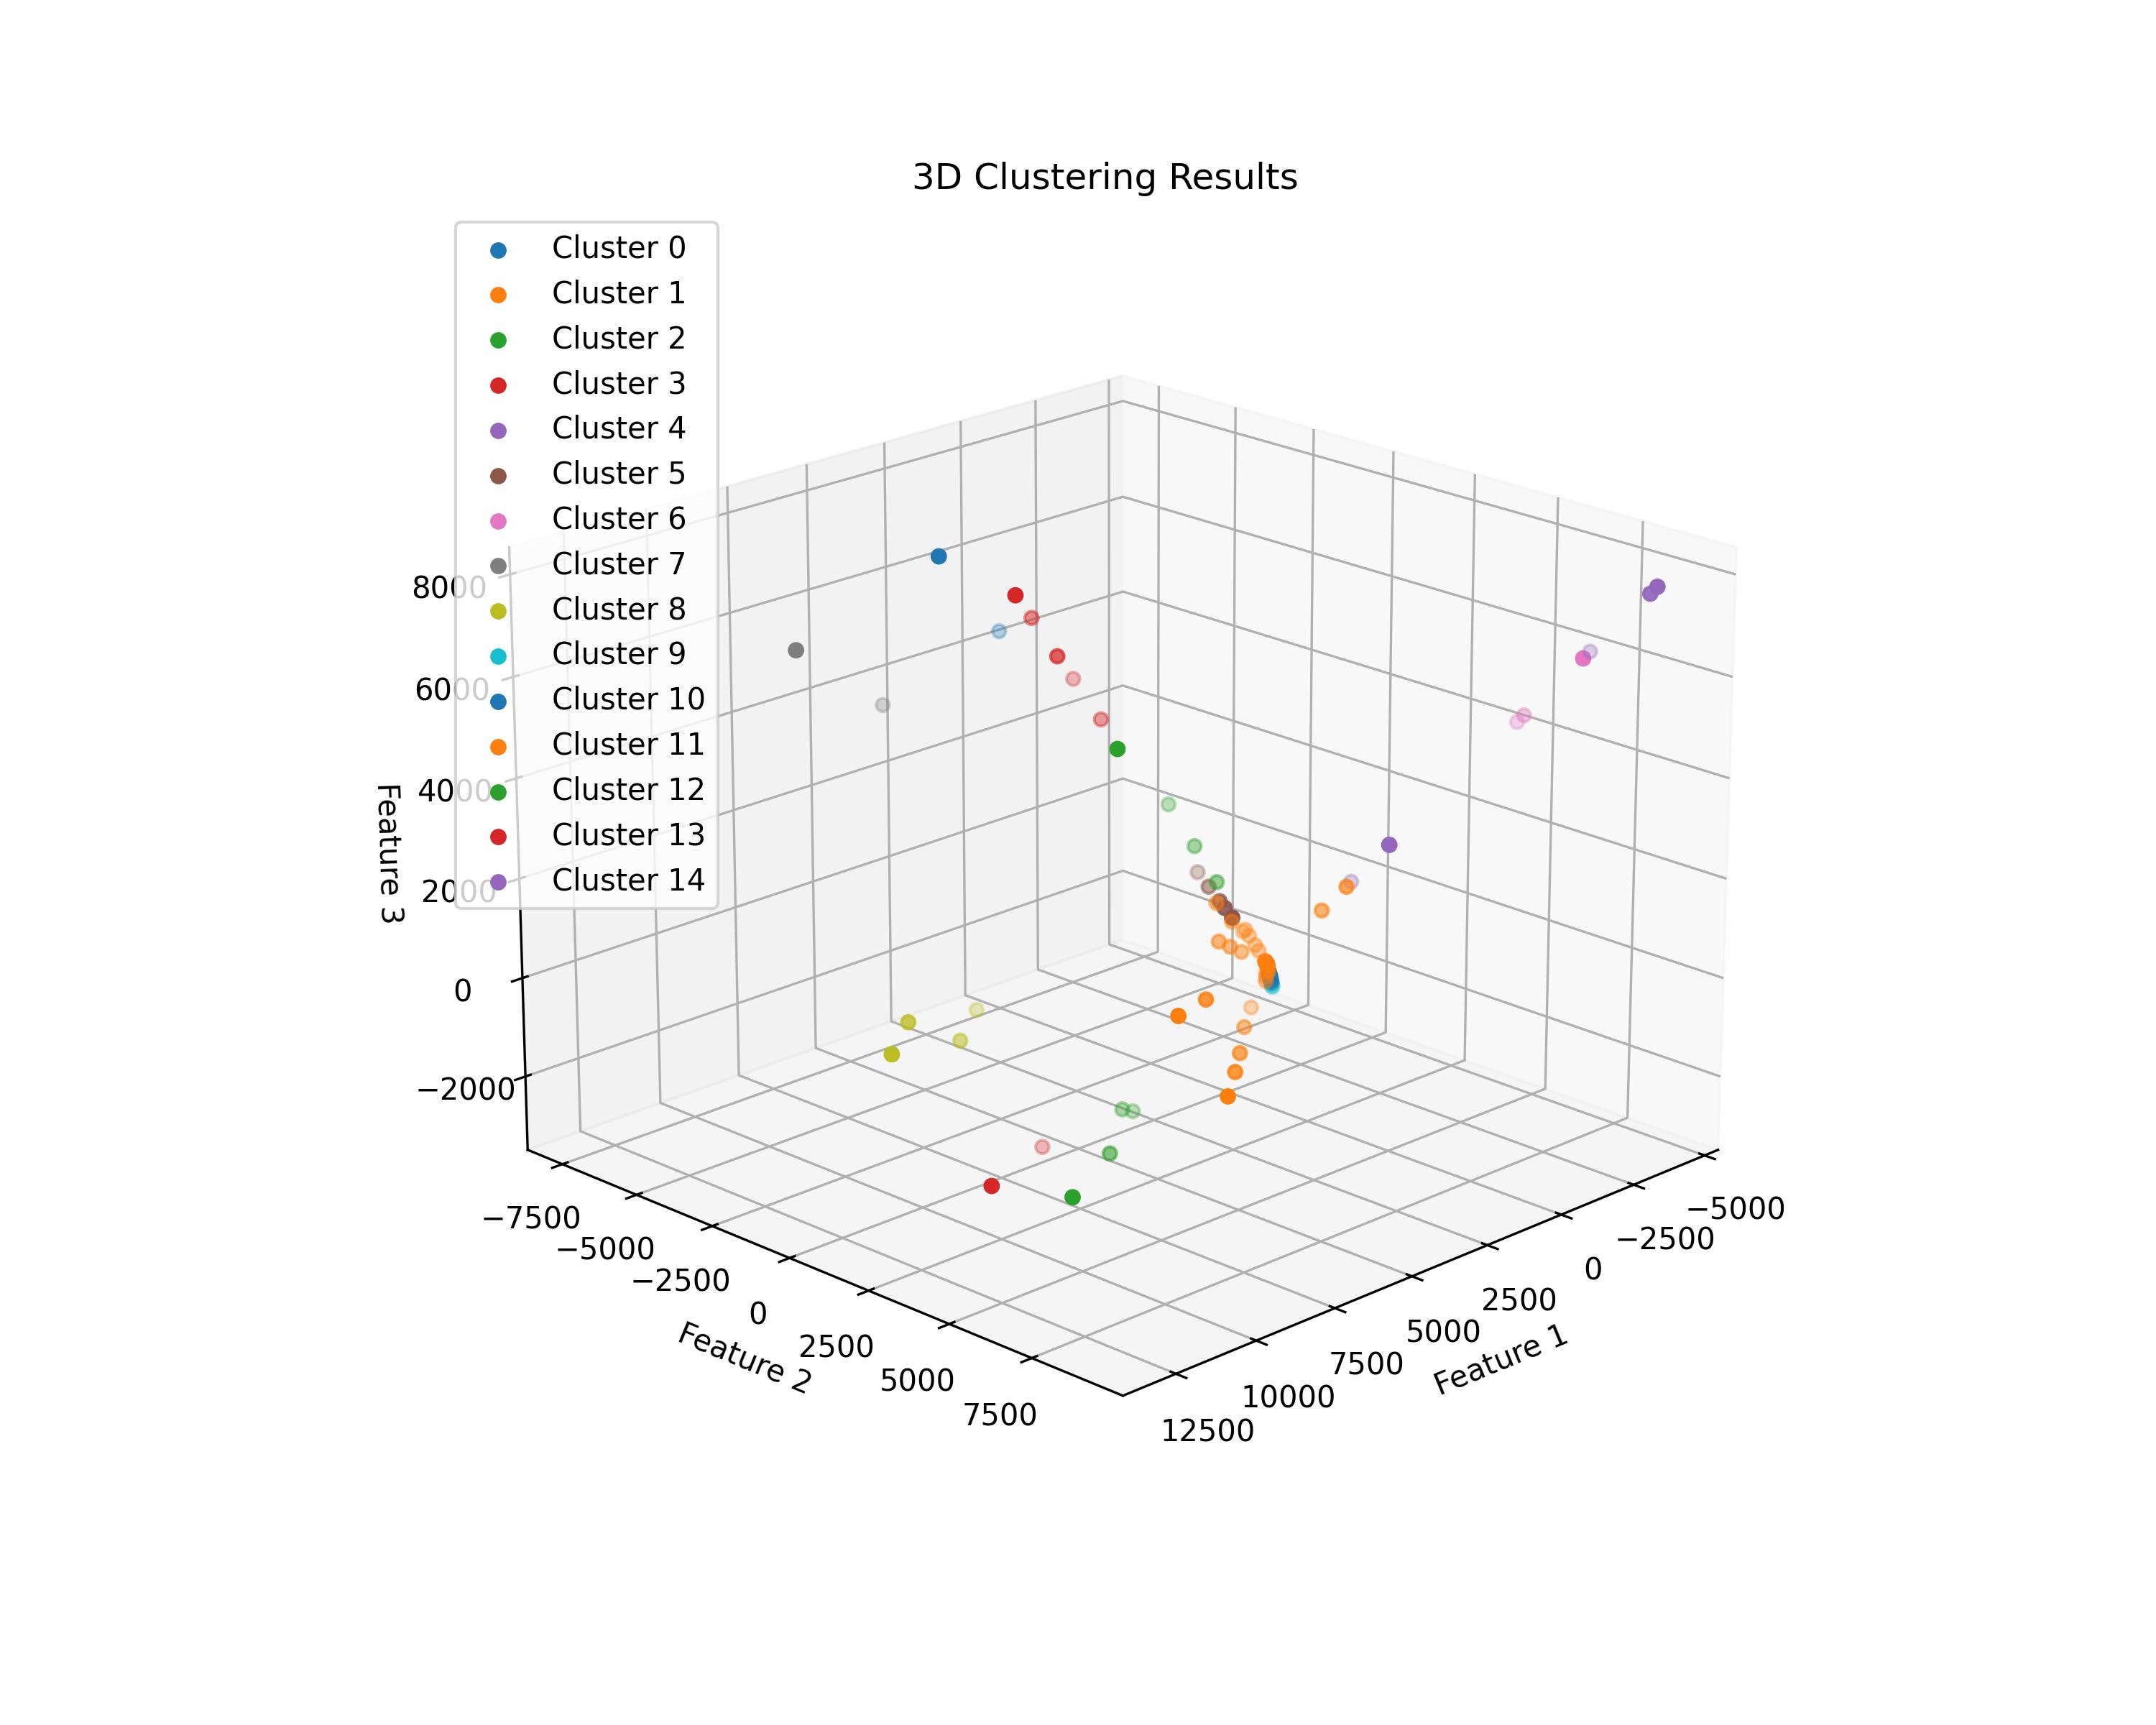 3D Clustering Results
Cluster 0
Cluster 1
Cluster 2
Cluster 3
Cluster 4
Cluster 5
Cluster 6
Cluster 7
Cluster 8
Cluster 9
Cluster 10
Cluster 11
Cluster 12
Cluster 13
Cluster 14
8000
6000
4000
2000
0
−2000
Feature 3
−7500
−5000
−2500
0
2500
5000
7500
Feature 2
−5000
−2500
0
2500
5000
7500
10000
12500
Feature 1